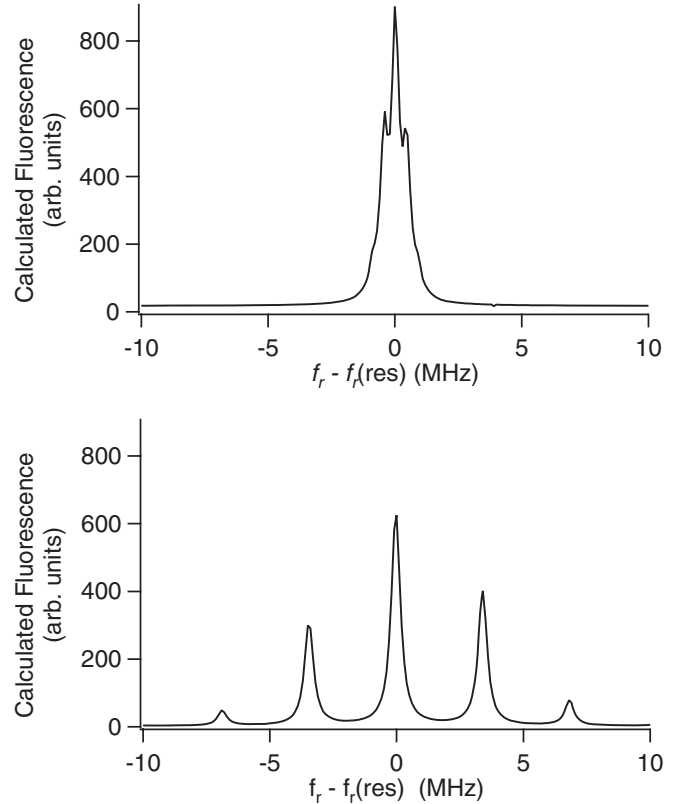 Calculated Fluorescence
(arb. units)
800
600
400
200
0
-10 -5 0 5 10
f_r - f_r(res) (MHz)
Calculated Fluorescence
(arb. units)
800
600
400
200
0
-10 -5 0 5 10
f_r - f_r(res) (MHz)